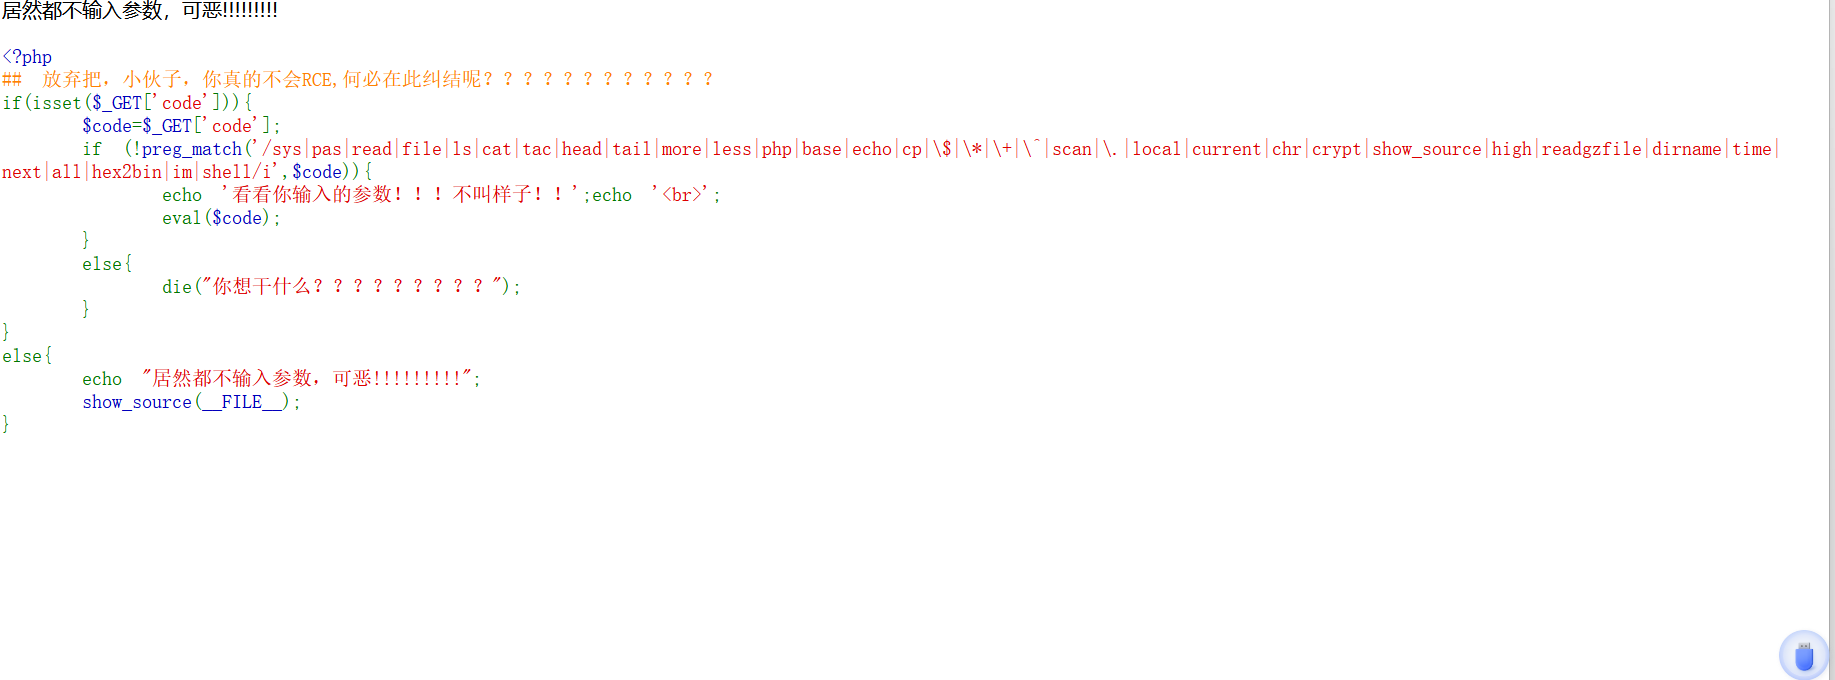 居然都不输入参数，可恶!!!!!!!!!
<?php
##  放弃把，小伙子，你真的不会RCE,何必在此纠结呢？？？？？？？？？？？？
if(isset($_GET['code'])){
        $code=$_GET['code'];
        if  (!preg_match('/sys|pas|read|file|ls|cat|tac|head|tail|more|less|php|base|echo|cp|\$|\*|\+|\^|scan|\.|local|current|chr|crypt|show_source|high|readgzfile|dirname|time|
next|all|hex2bin|im|shell/i',$code)){
                echo  '看看你输入的参数！！！不叫样子！！';echo  '<br>';
                eval($code);
        }
        else{
                die("你想干什么？？？？？？？？？");
        }
}
else{
        echo  "居然都不输入参数，可恶!!!!!!!!!";
        show_source(__FILE__);
}